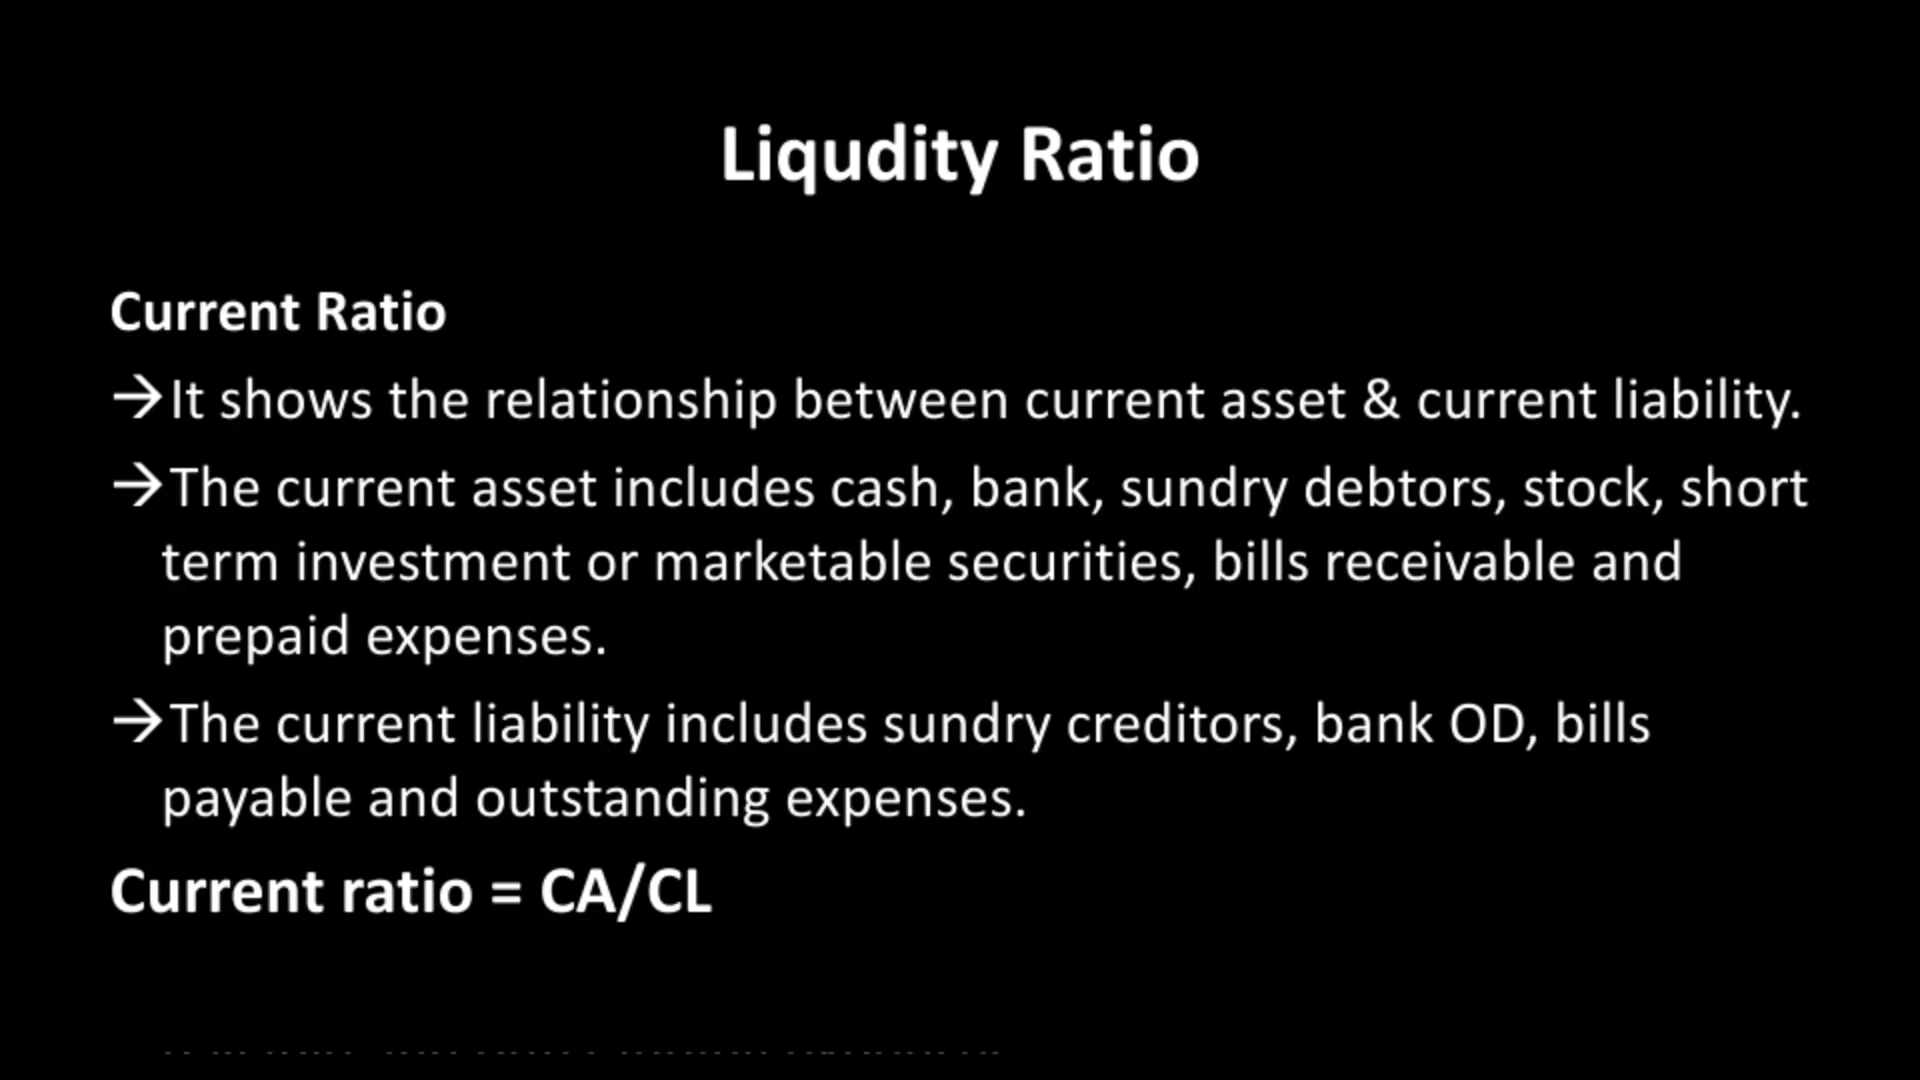 Liqudity Ratio
Current Ratio
→It shows the relationship between current asset & current liability.
→The current asset includes cash, bank, sundry debtors, stock, short
term investment or marketable securities, bills receivable and
prepaid expenses.
→The current liability includes sundry creditors, bank OD, bills
payable and outstanding expenses.
Current ratio = CA/CL